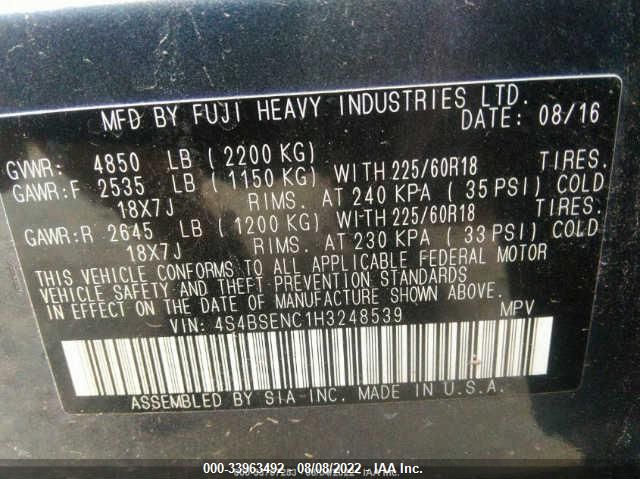 MFD BY FUJI HEAVY INDUSTRIES LTD.
DATE: 08/16
GVWR: 4850 LB (2200 KG)
GAWR:F 2535 LB (1150 KG) WITH 225/60R18 TIRES.
18X7J RIMS. AT 240 KPA (35 PSI) COLD
GAWR:R 2645 LB (1200 KG) WITH 225/60R18 TIRES.
18X7J RIMS. AT 230 KPA (33 PSI) COLD
THIS VEHICLE CONFORMS TO ALL APPLICABLE FEDERAL MOTOR
VEHICLE SAFETY AND THEFT PREVENTION STANDARDS
IN EFFECT ON THE DATE OF MANUFACTURE SHOWN ABOVE.
VIN: 4S4BSENC1H3248539 MPV
ASSEMBLED BY SIA-INC. MADE IN U.S.A.
000-33963492 - 08/08/2022 - IAA Inc.